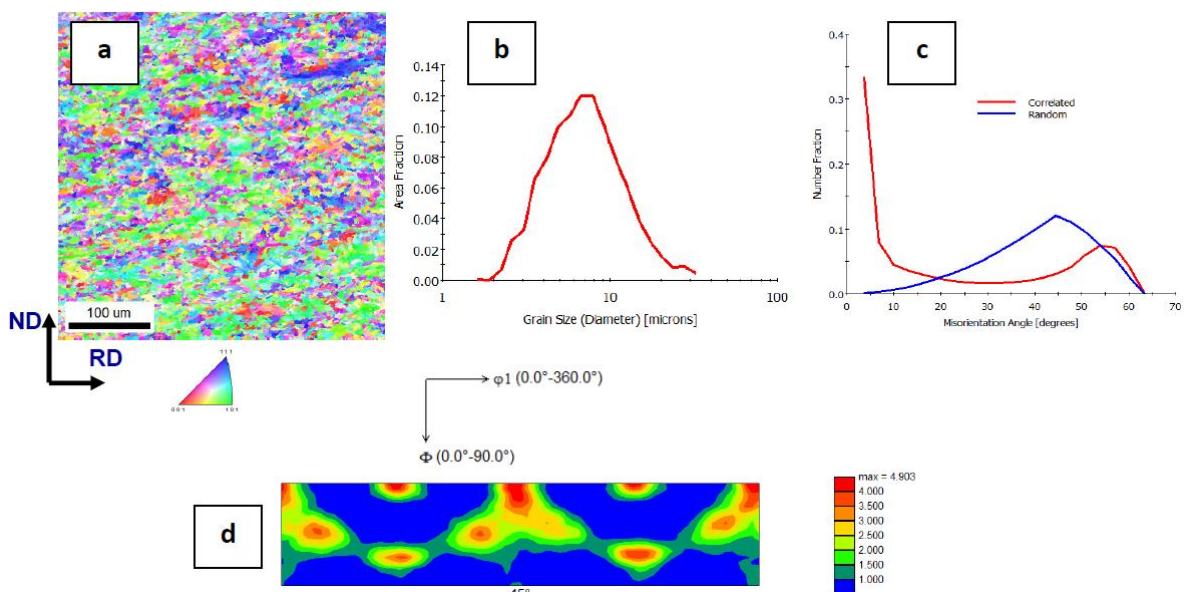 a
b
c
0.14
0.12
0.10
0.08
0.06
0.04
0.02
0.00
Area Fraction
1
10
100
Grain Size (Diameter) [microns]
0.4
0.3
0.2
0.1
0.0
Number Fraction
Correlated
Random
0
10
20
30
40
50
60
70
Misorientation Angle [degrees]
100 um
ND
RD
111
001
101
φ1 (0.0°-360.0°)
Φ (0.0°-90.0°)
d
45°
max = 4.903
4.000
3.500
3.000
2.500
2.000
1.500
1.000